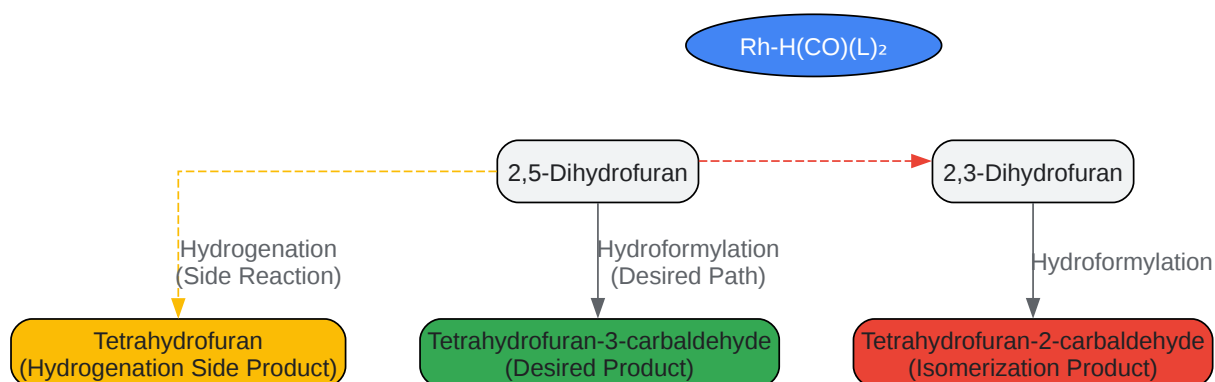 Rh-H(CO)(L)₂
2,5-Dihydrofuran
2,3-Dihydrofuran
Hydrogenation
(Side Reaction)
Hydroformylation
(Desired Path)
Hydroformylation
Tetrahydrofuran
(Hydrogenation Side Product)
Tetrahydrofuran-3-carbaldehyde
(Desired Product)
Tetrahydrofuran-2-carbaldehyde
(Isomerization Product)